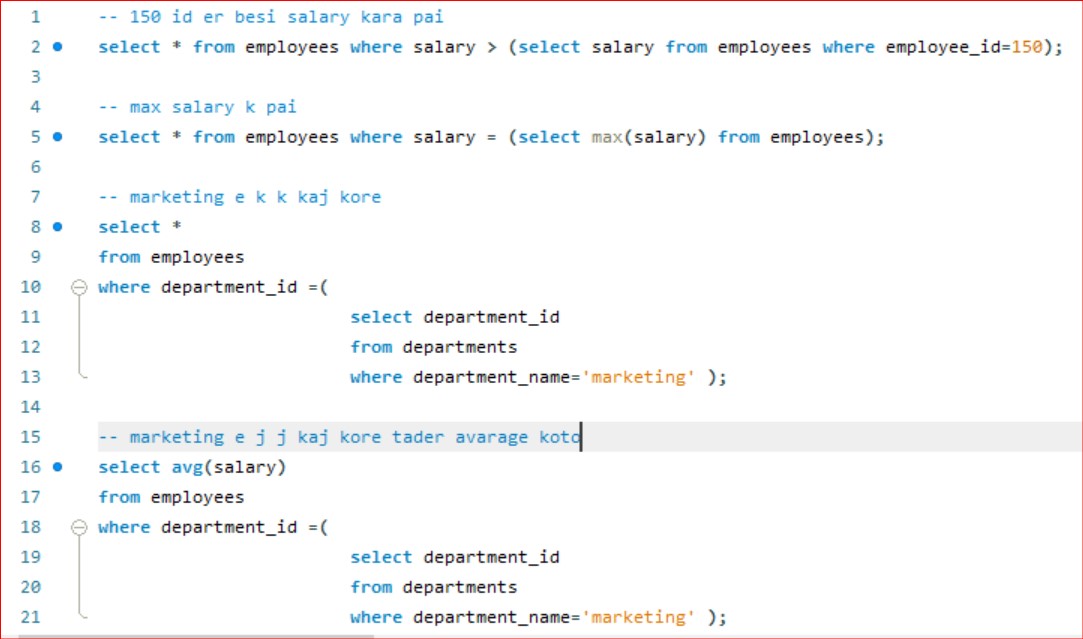 1 -- 150 id er besi salary kara pai
2 select * from employees where salary > (select salary from employees where employee_id=150);
3
4 -- max salary k pai
5 select * from employees where salary = (select max(salary) from employees);
6
7 -- marketing e k k kaj kore
8 select *
9 from employees
10 where department_id =(
11 select department_id
12 from departments
13 where department_name='marketing' );
14
15 -- marketing e j j kaj kore tader avarage koto
16 select avg(salary)
17 from employees
18 where department_id =(
19 select department_id
20 from departments
21 where department_name='marketing' );